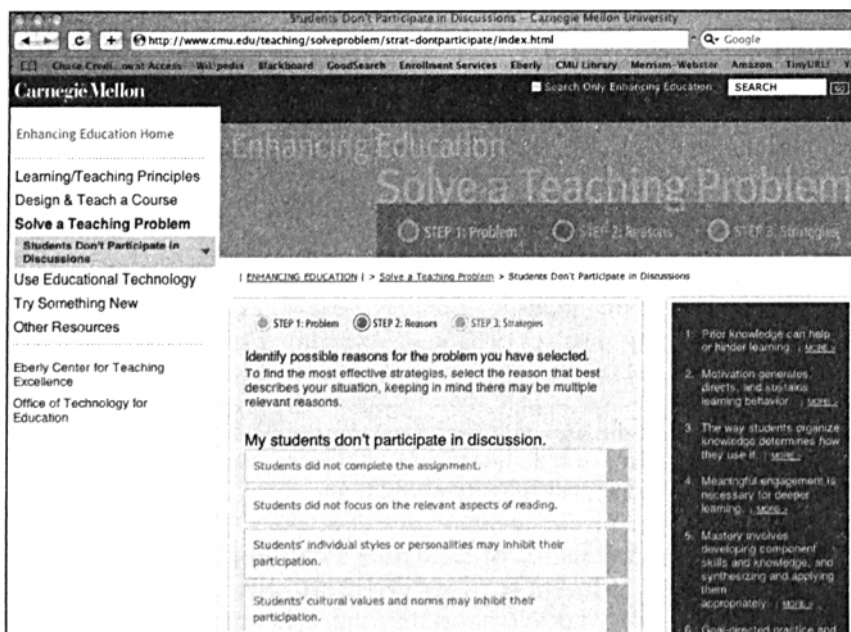 Students Don't Participate in Discussions – Carnegie Mellon University
http://www.cmu.edu/teaching/solveproblem/strat-dontparticipate/index.html
Google
Chase Credi...ount Access Wikipedia Blackboard GoodSearch Enrollment Services Eberly CMU Library Merriam-Webster Amazon TinyURL!
Carnegie Mellon
Search Only Enhancing Education
SEARCH
Enhancing Education Home
Learning/Teaching Principles
Design & Teach a Course
Solve a Teaching Problem
Students Don't Participate in
Discussions
Use Educational Technology
Try Something New
Other Resources
Eberly Center for Teaching
Excellence
Office of Technology for
Education
Enhancing Education
Solve a Teaching Problem
STEP 1: Problem STEP 2: Reasons STEP 3: Strategies
[ ENHANCING EDUCATION ] > Solve a Teaching Problem > Students Don't Participate in Discussions
STEP 1: Problem STEP 2: Reasons STEP 3: Strategies
Identify possible reasons for the problem you have selected.
To find the most effective strategies, select the reason that best
describes your situation, keeping in mind there may be multiple
relevant reasons.
My students don't participate in discussion.
Students did not complete the assignment.
Students did not focus on the relevant aspects of reading.
Students' individual styles or personalities may inhibit their
participation.
Students' cultural values and norms may inhibit their
participation.
1. Prior knowledge can help
or hinder learning. | MORE >
2. Motivation generates,
directs, and sustains
learning behavior. | MORE >
3. The way students organize
knowledge determines how
they use it. | MORE >
4. Meaningful engagement is
necessary for deeper
learning. | MORE >
5. Mastery involves
developing component
skills and knowledge, and
synthesizing and applying
them
appropriately. | MORE >
6. Goal-directed practice and